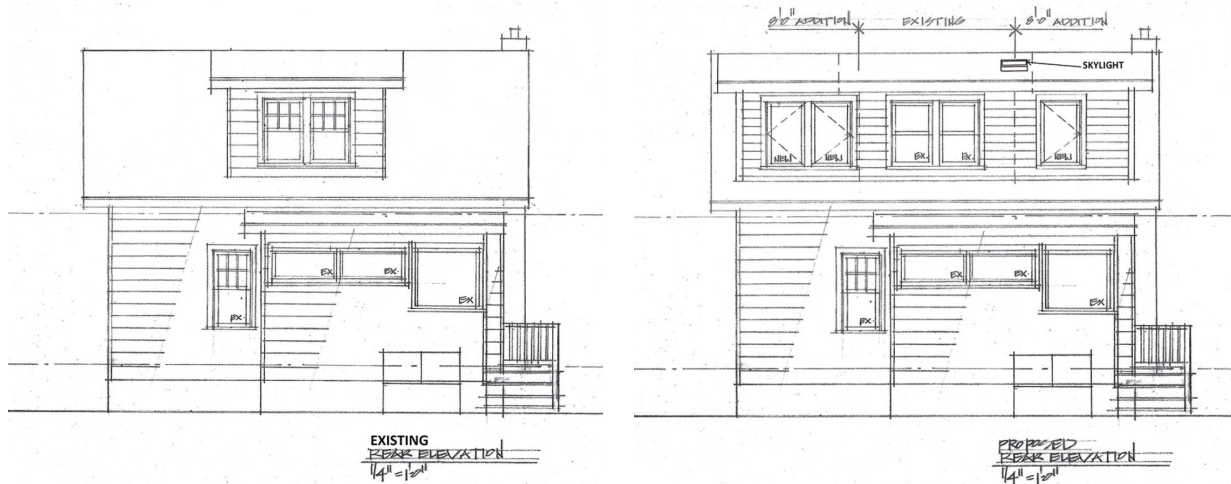 EX
EX
EX
EX
EXISTING
REAR ELEVATION
1/4" = 1'0"
8'0" ADDITION
EXISTING
8'0" ADDITION
SKYLIGHT
NEW
NEW
EX.
EX.
NEW
EX
EX
EX
EX
PROPOSED
REAR ELEVATION
1/4" = 1'0"